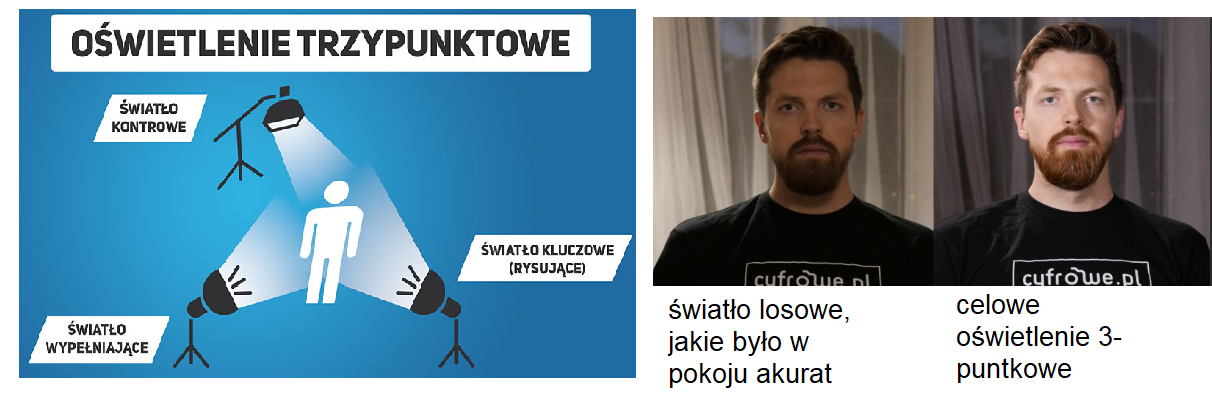 OŚWIETLENIE TRZYPUNKTOWE
ŚWIATŁO
KONTROWE
ŚWIATŁO KLUCZOWE
(RYSUJĄCE)
ŚWIATŁO
WYPEŁNIAJĄCE
cyfrowe.pl
cyfrowe.pl
światło losowe,
jakie było w
pokoju akurat
celowe
oświetlenie 3-
puntkowe